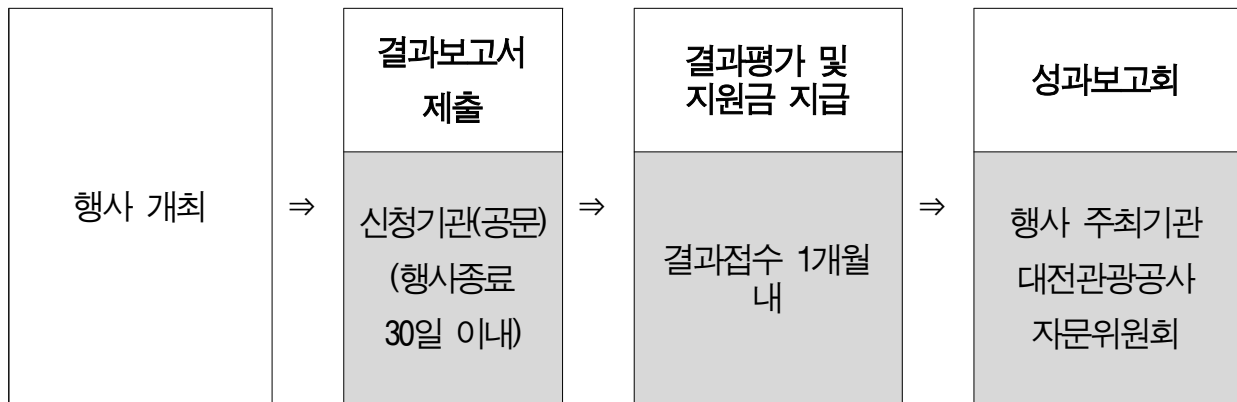 행사 개최
⇒
결과보고서
제출
신청기관(공문)
(행사종료
30일 이내)
⇒
결과평가 및
지원금 지급
결과접수 1개월
내
⇒
성과보고회
행사 주최기관
대전관광공사
자문위원회